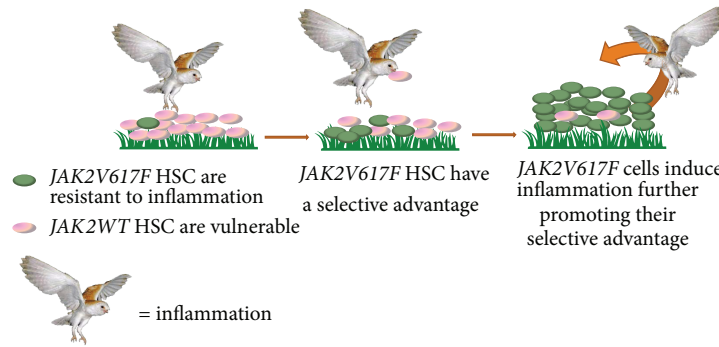 JAK2V617F HSC are
resistant to inflammation
JAK2WT HSC are vulnerable
JAK2V617F HSC have
a selective advantage
JAK2V617F cells induce
inflammation further
promoting their
selective advantage
= inflammation